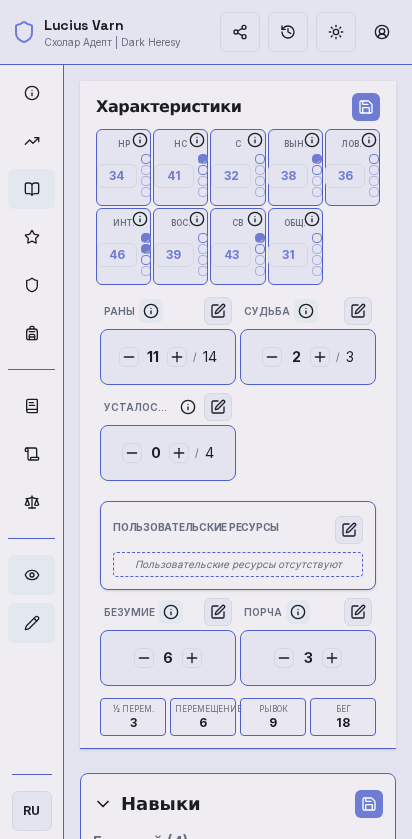 Lucius Varn
Схолар Адепт | Dark Heresy
Характеристики
НР НС С ВЫН. ЛОВ.
34 41 32 38 36
ИНТ ВОС. СВ ОБЩ.
46 39 43 31
РАНЫ СУДЬБА
11 / 14 2 / 3
УСТАЛОС...
0 / 4
ПОЛЬЗОВАТЕЛЬСКИЕ РЕСУРСЫ
Пользовательские ресурсы отсутствуют
БЕЗУМИЕ ПОРЧА
6 3
½ ПЕРЕМ. ПЕРЕМЕЩЕНИЕ РЫВОК БЕГ
3 6 9 18
Навыки
RU